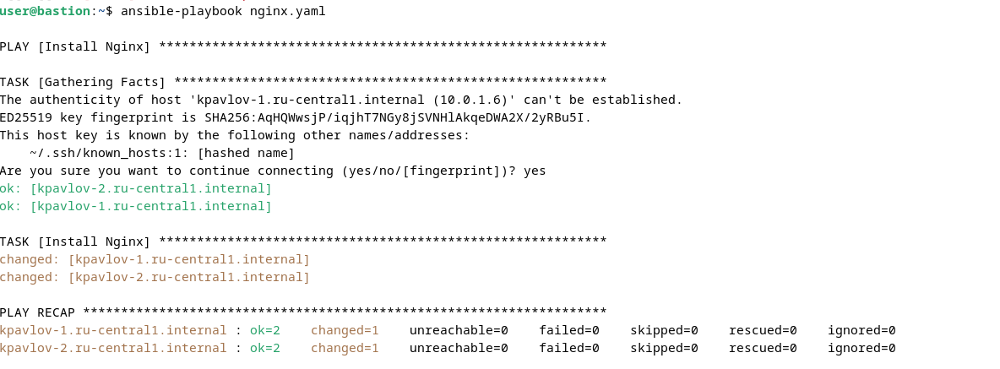 user@bastion:~$ ansible-playbook nginx.yaml
PLAY [Install Nginx] ***********************************************************
TASK [Gathering Facts] *********************************************************
The authenticity of host 'kpavlov-1.ru-central1.internal (10.0.1.6)' can't be established.
ED25519 key fingerprint is SHA256:AqHQWwsjP/iqjhT7NGy8jSVNHlAkqeDWA2X/2yRBu5I.
This host key is known by the following other names/addresses:
    ~/.ssh/known_hosts:1: [hashed name]
Are you sure you want to continue connecting (yes/no/[fingerprint])? yes
ok: [kpavlov-2.ru-central1.internal]
ok: [kpavlov-1.ru-central1.internal]
TASK [Install Nginx] ***********************************************************
changed: [kpavlov-1.ru-central1.internal]
changed: [kpavlov-2.ru-central1.internal]
PLAY RECAP *********************************************************************
kpavlov-1.ru-central1.internal : ok=2    changed=1    unreachable=0    failed=0    skipped=0    rescued=0    ignored=0
kpavlov-2.ru-central1.internal : ok=2    changed=1    unreachable=0    failed=0    skipped=0    rescued=0    ignored=0